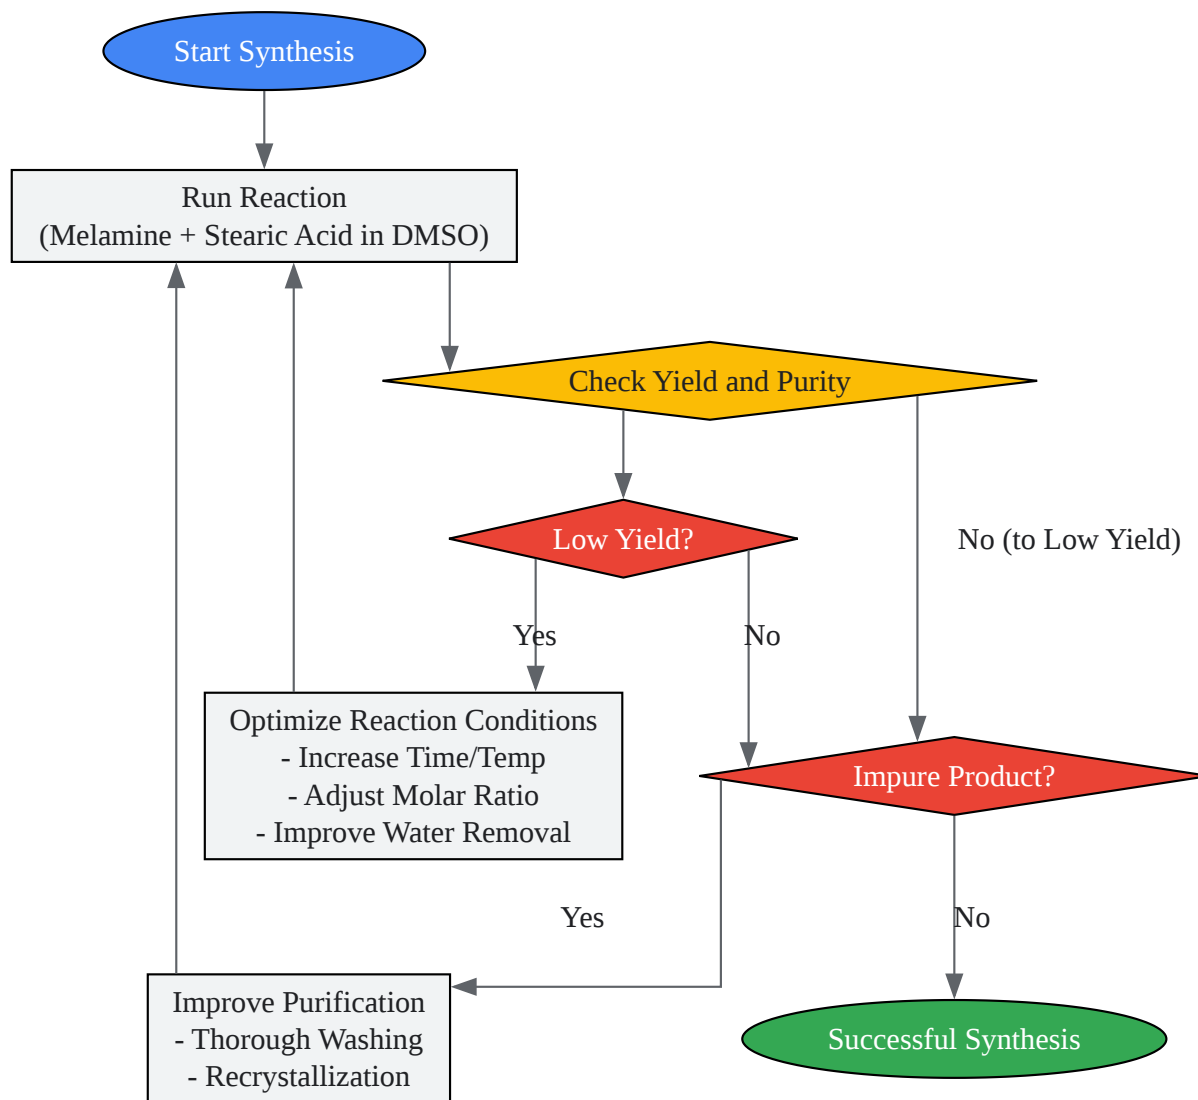 Start Synthesis
Run Reaction
(Melamine + Stearic Acid in DMSO)
Check Yield and Purity
Low Yield?
No (to Low Yield)
Yes
No
Optimize Reaction Conditions
- Increase Time/Temp
- Adjust Molar Ratio
- Improve Water Removal
Impure Product?
Yes
No
Improve Purification
- Thorough Washing
- Recrystallization
Successful Synthesis